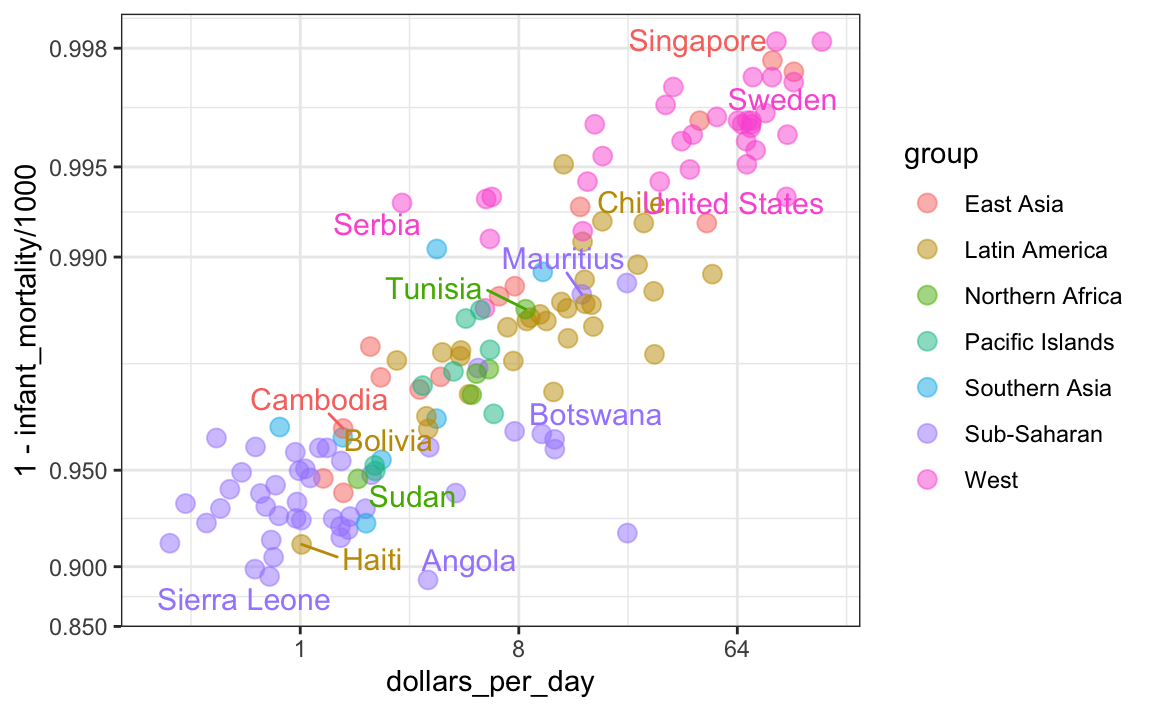 0.998
0.995
0.990
0.950
0.900
0.850
1 - infant_mortality/1000
Singapore
Sweden
Chile
United States
Serbia
Mauritius
Tunisia
Cambodia
Botswana
Bolivia
Sudan
Haiti
Angola
Sierra Leone
1
8
64
dollars_per_day
group
East Asia
Latin America
Northern Africa
Pacific Islands
Southern Asia
Sub-Saharan
West